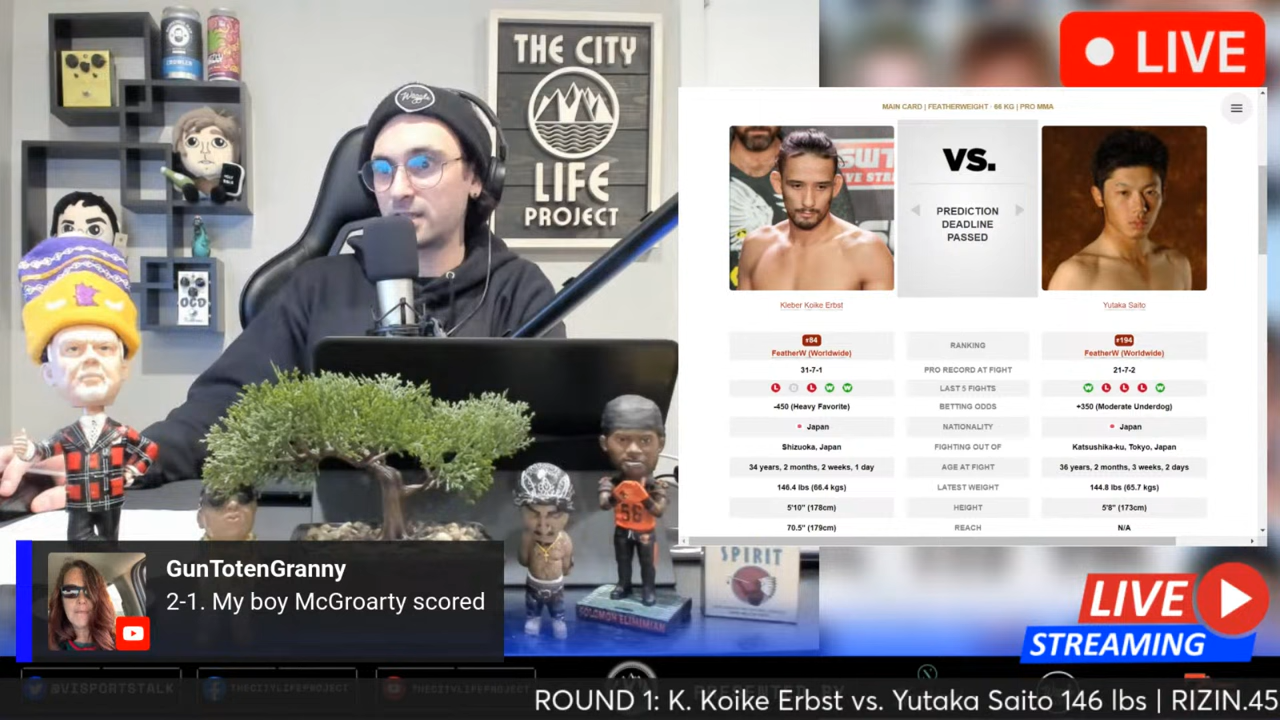 THE CITY
LIFE
PROJECT
Waggle
OCD
56
SOLOMON ELIMIMIAN
SPIRIT
LIVE
MAIN CARD | FEATHERWEIGHT · 66 KG | PRO MMA
VS.
PREDICTION
DEADLINE
PASSED
Kleber Koike Erbst
Yutaka Saito
#84 RANKING #194
FeatherW (Worldwide) FeatherW (Worldwide)
31-7-1 PRO RECORD AT FIGHT 21-7-2
L L W W LAST 5 FIGHTS W L L L W
-450 (Heavy Favorite) BETTING ODDS +350 (Moderate Underdog)
Japan NATIONALITY Japan
Shizuoka, Japan FIGHTING OUT OF Katsushika-ku, Tokyo, Japan
34 years, 2 months, 2 weeks, 1 day AGE AT FIGHT 36 years, 2 months, 3 weeks, 2 days
146.4 lbs (66.4 kgs) LATEST WEIGHT 144.8 lbs (65.7 kgs)
5'10" (178cm) HEIGHT 5'8" (173cm)
70.5" (179cm) REACH N/A
GunTotenGranny
2-1. My boy McGroarty scored
LIVE
STREAMING
@VISPORTSTALK
THECITYLIFEPROJECT
THECITYLIFEPROJECT
ROUND 1: K. Koike Erbst vs. Yutaka Saito 146 lbs | RIZIN.45